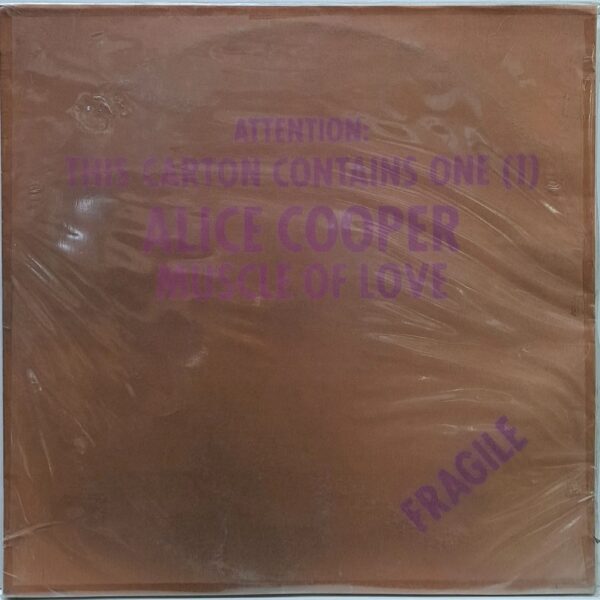 ATTENTION:
THIS CARTON CONTAINS ONE (1)
ALICE COOPER
MUSCLE OF LOVE
FRAGILE